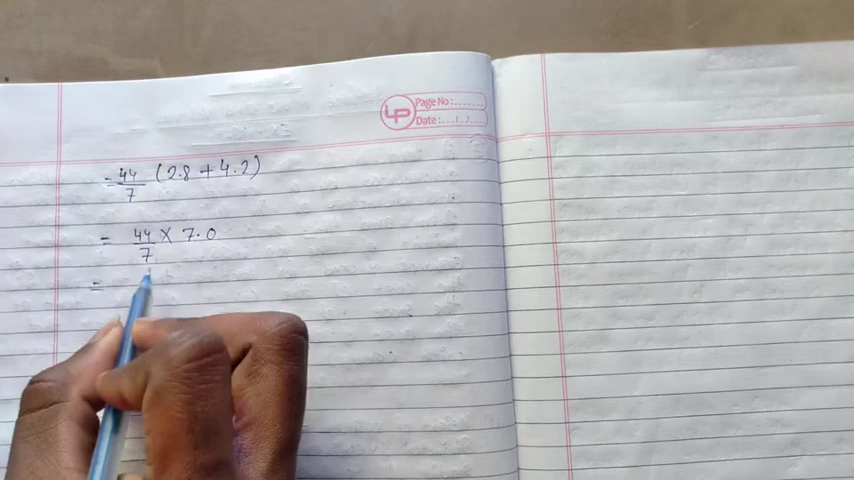 LP Page No:.......
Date:...(./....
= 44/7 (2.8 + 4.2)
= 44/7 × 7.0
=